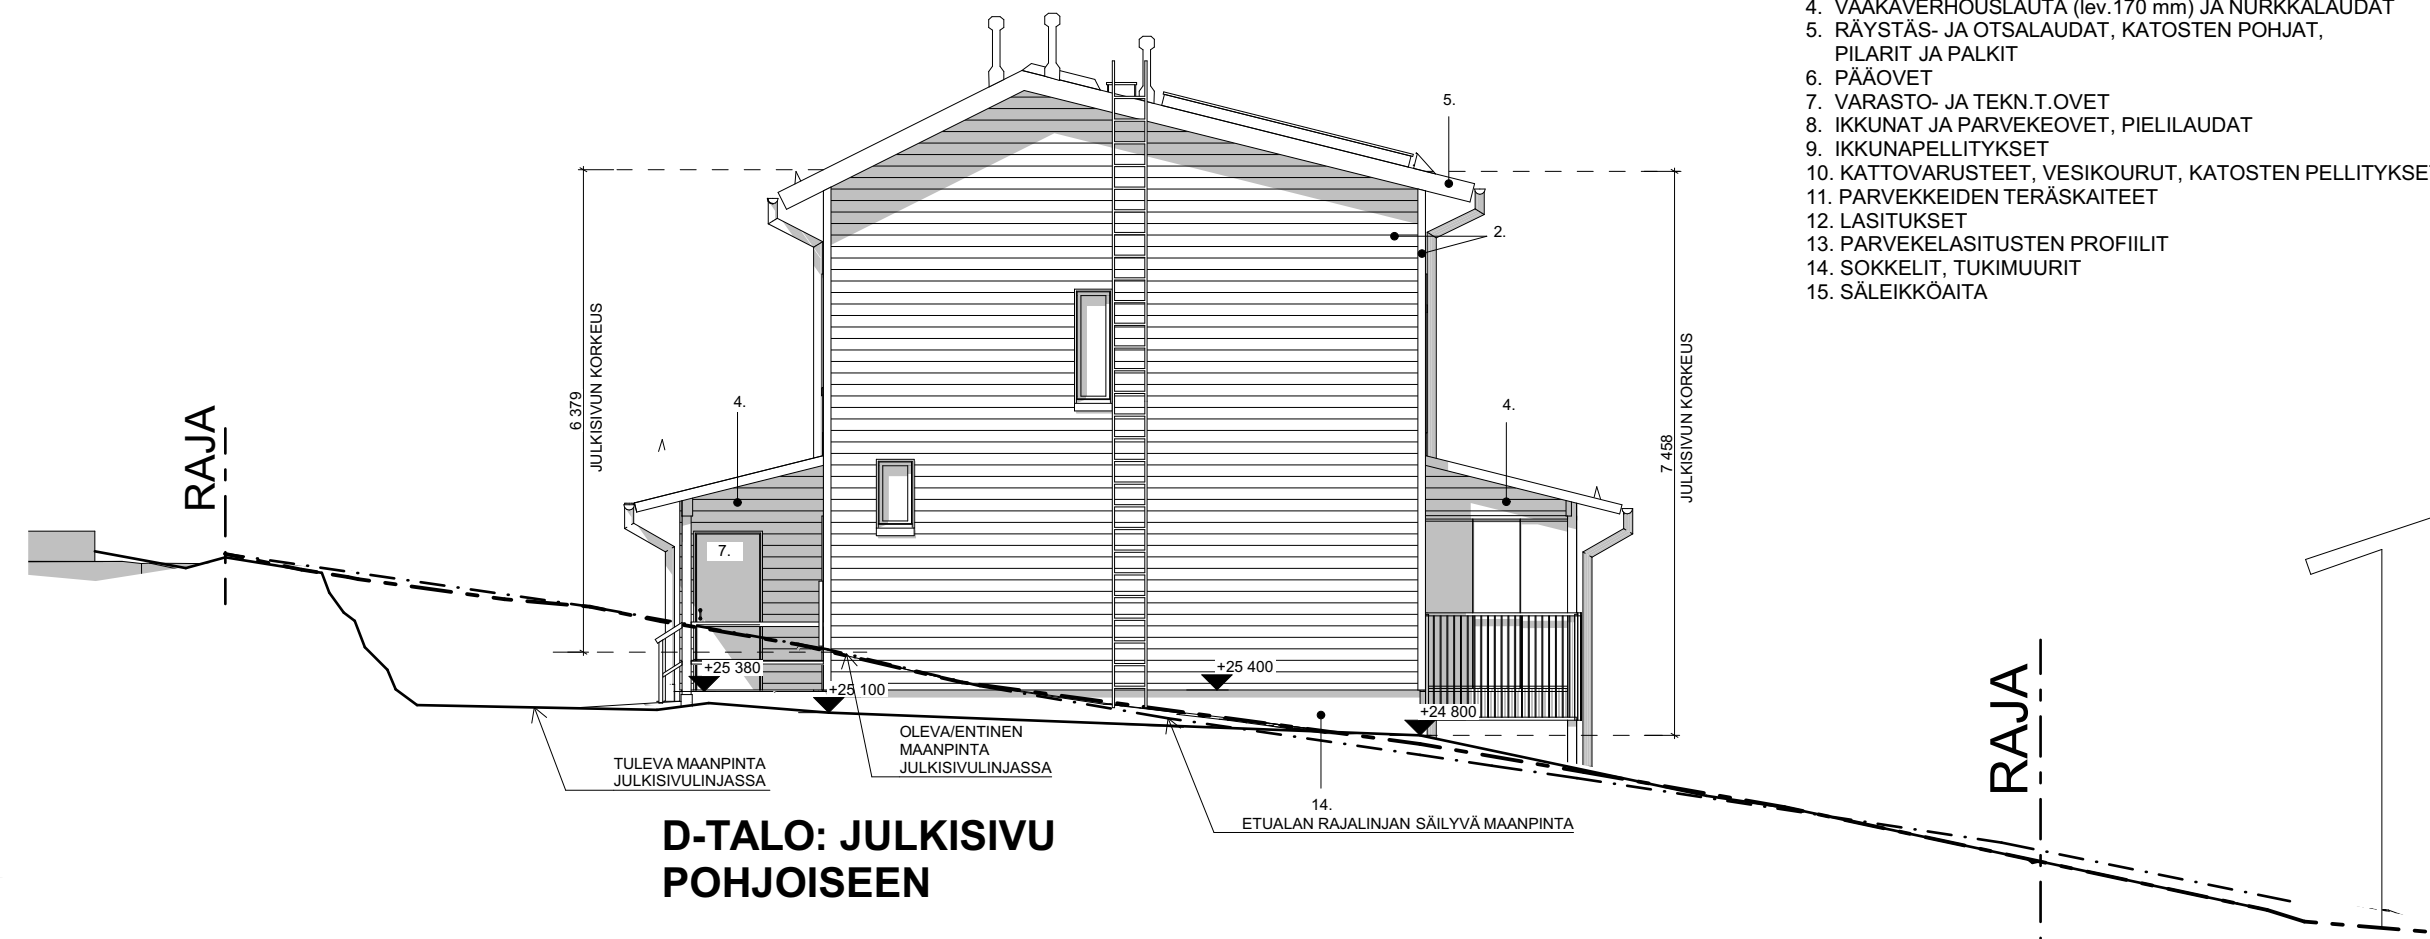 4. VAAKAVERHOUSLAUTA (lev.170 mm) JA NURKKALAUDAT
5. RÄYSTÄS- JA OTSALAUDAT, KATOSTEN POHJAT,
PILARIT JA PALKIT
6. PÄÄOVET
7. VARASTO- JA TEKN.T.OVET
8. IKKUNAT JA PARVEKEOVET, PIELILAUDAT
9. IKKUNAPELLITYKSET
10. KATTOVARUSTEET, VESIKOURUT, KATOSTEN PELLITYKSET
11. PARVEKKEIDEN TERÄSKAITEET
12. LASITUKSET
13. PARVEKELASITUSTEN PROFIILIT
14. SOKKELIT, TUKIMUURIT
15. SÄLEIKKÖAITA
5.
2.
6 379
JULKISIVUN KORKEUS
7 458
JULKISIVUN KORKEUS
4.
4.
RAJA
7.
+25 380
+25 100
+25 400
+24 800
RAJA
OLEVA/ENTINEN
MAANPINTA
JULKISIVULINJASSA
TULEVA MAANPINTA
JULKISIVULINJASSA
14.
ETUALAN RAJALINJAN SÄILYVÄ MAANPINTA
D-TALO: JULKISIVU
POHJOISEEN